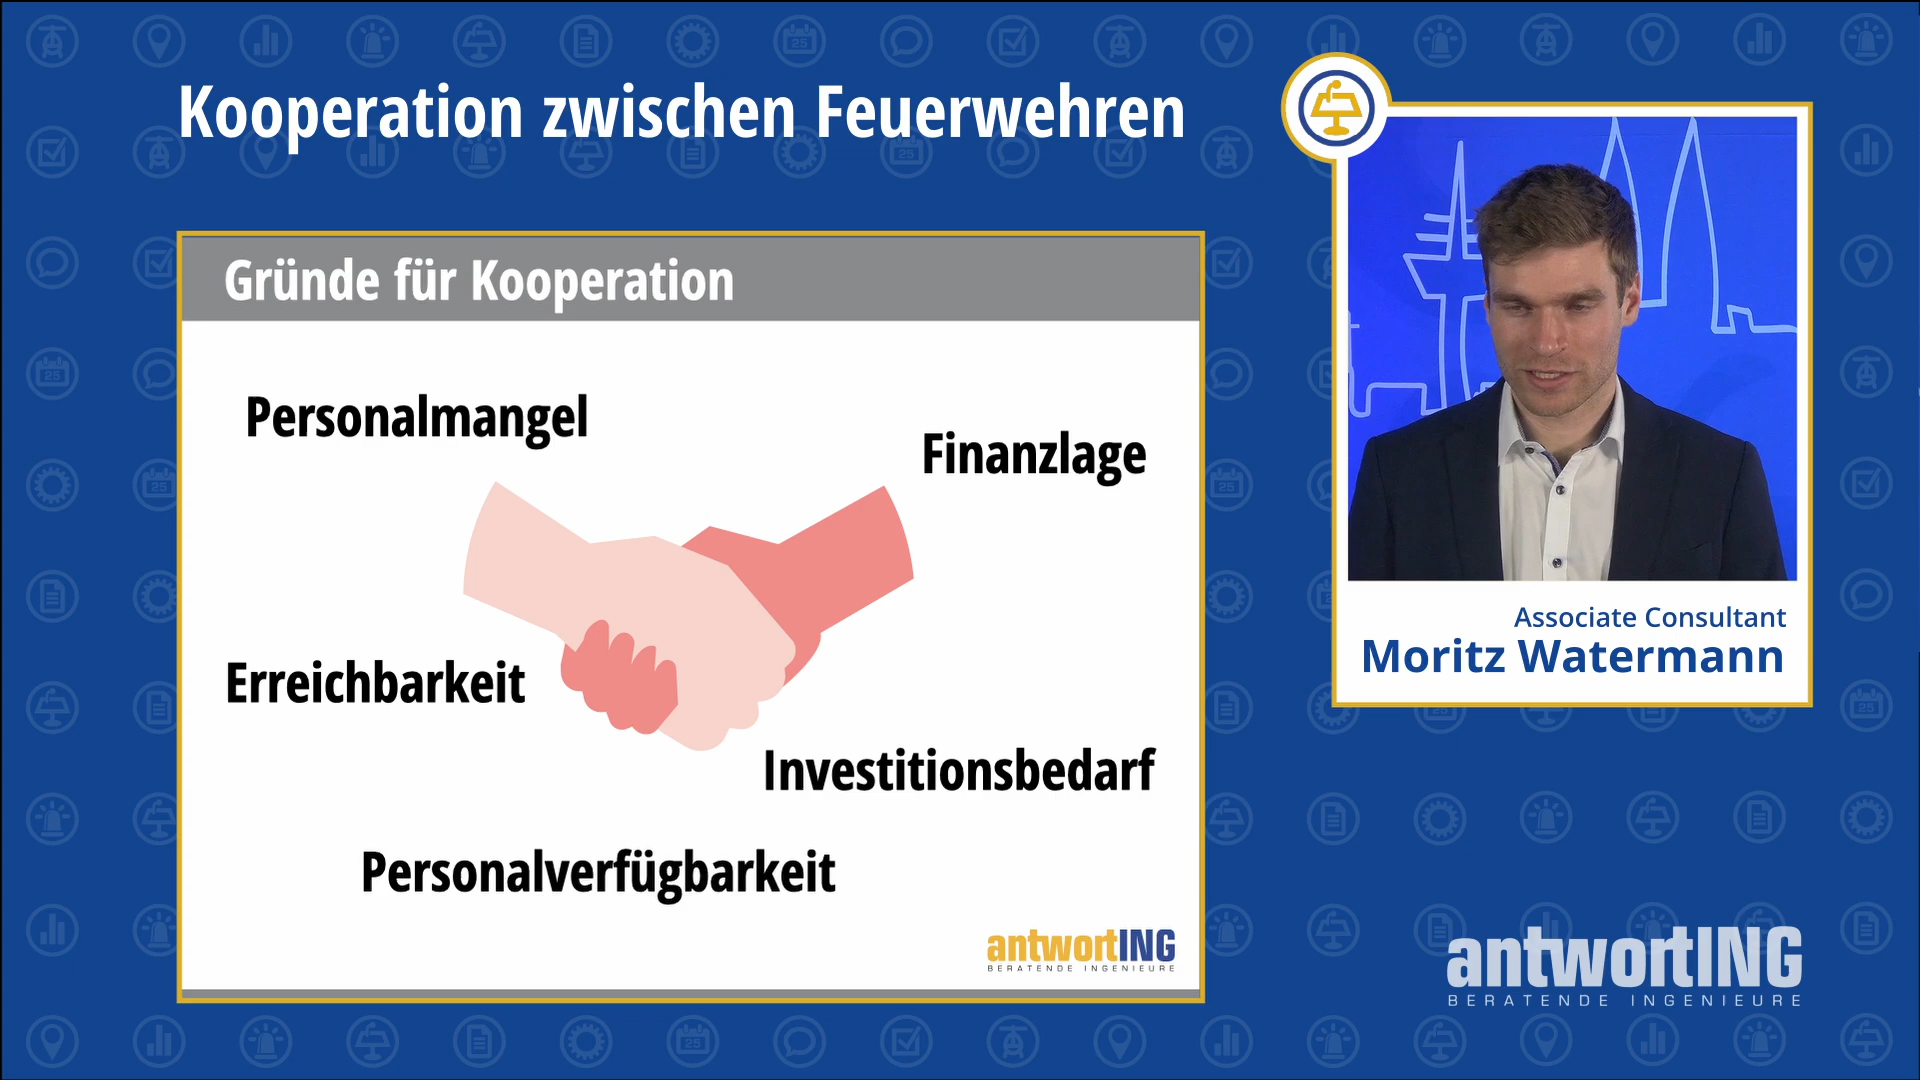 Kooperation zwischen Feuerwehren
Gründe für Kooperation
Personalmangel
Finanzlage
Erreichbarkeit
Investitionsbedarf
Personalverfügbarkeit
antwortING
BERATENDE INGENIEURE
Associate Consultant
Moritz Watermann
antwortING
BERATENDE INGENIEURE